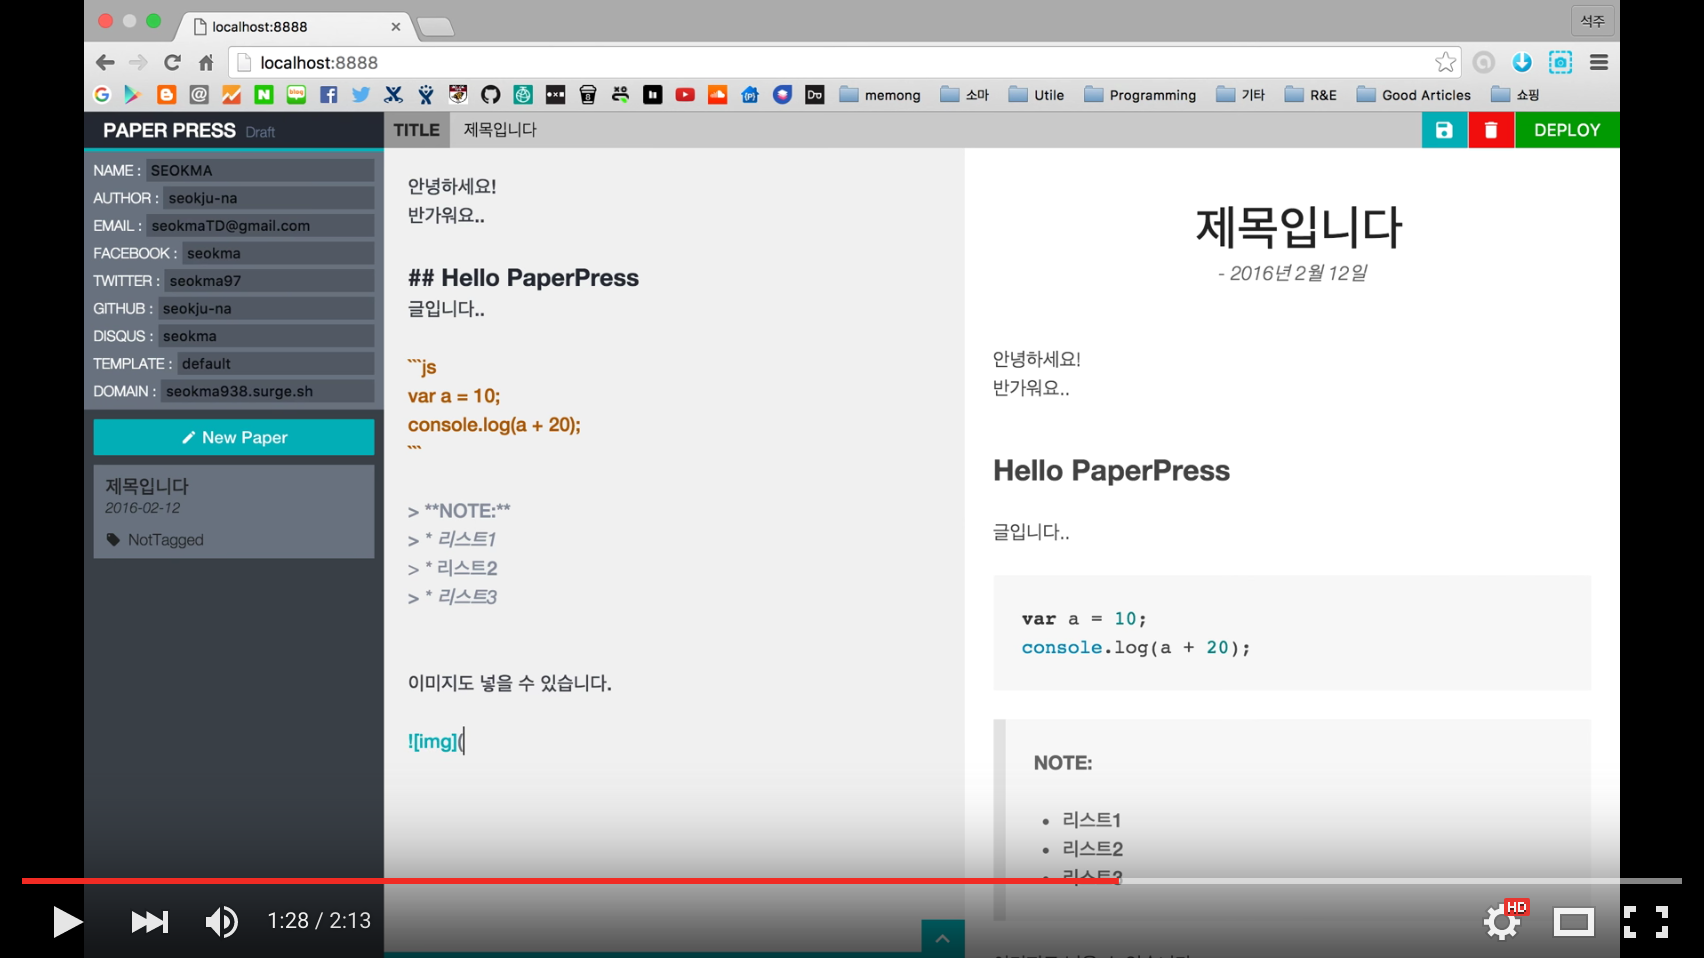 localhost:8888
석주
localhost:8888
memong
소마
Utile
Programming
기타
R&E
Good Articles
쇼핑
PAPER PRESS Draft
TITLE
제목입니다
DEPLOY
NAME : SEOKMA
AUTHOR : seokju-na
EMAIL : seokmaTD@gmail.com
FACEBOOK : seokma
TWITTER : seokma97
GITHUB : seokju-na
DISQUS : seokma
TEMPLATE : default
DOMAIN : seokma938.surge.sh
New Paper
제목입니다
2016-02-12
NotTagged
안녕하세요!
반가워요..
## Hello PaperPress
글입니다..
```js
var a = 10;
console.log(a + 20);
```
> **NOTE:**
> * 리스트1
> * 리스트2
> * 리스트3
이미지도 넣을 수 있습니다.
![img](
제목입니다
- 2016년 2월 12일
안녕하세요!
반가워요..
Hello PaperPress
글입니다..
var a = 10;
console.log(a + 20);
NOTE:
• 리스트1
• 리스트2
• 리스트3
1:28 / 2:13
HD